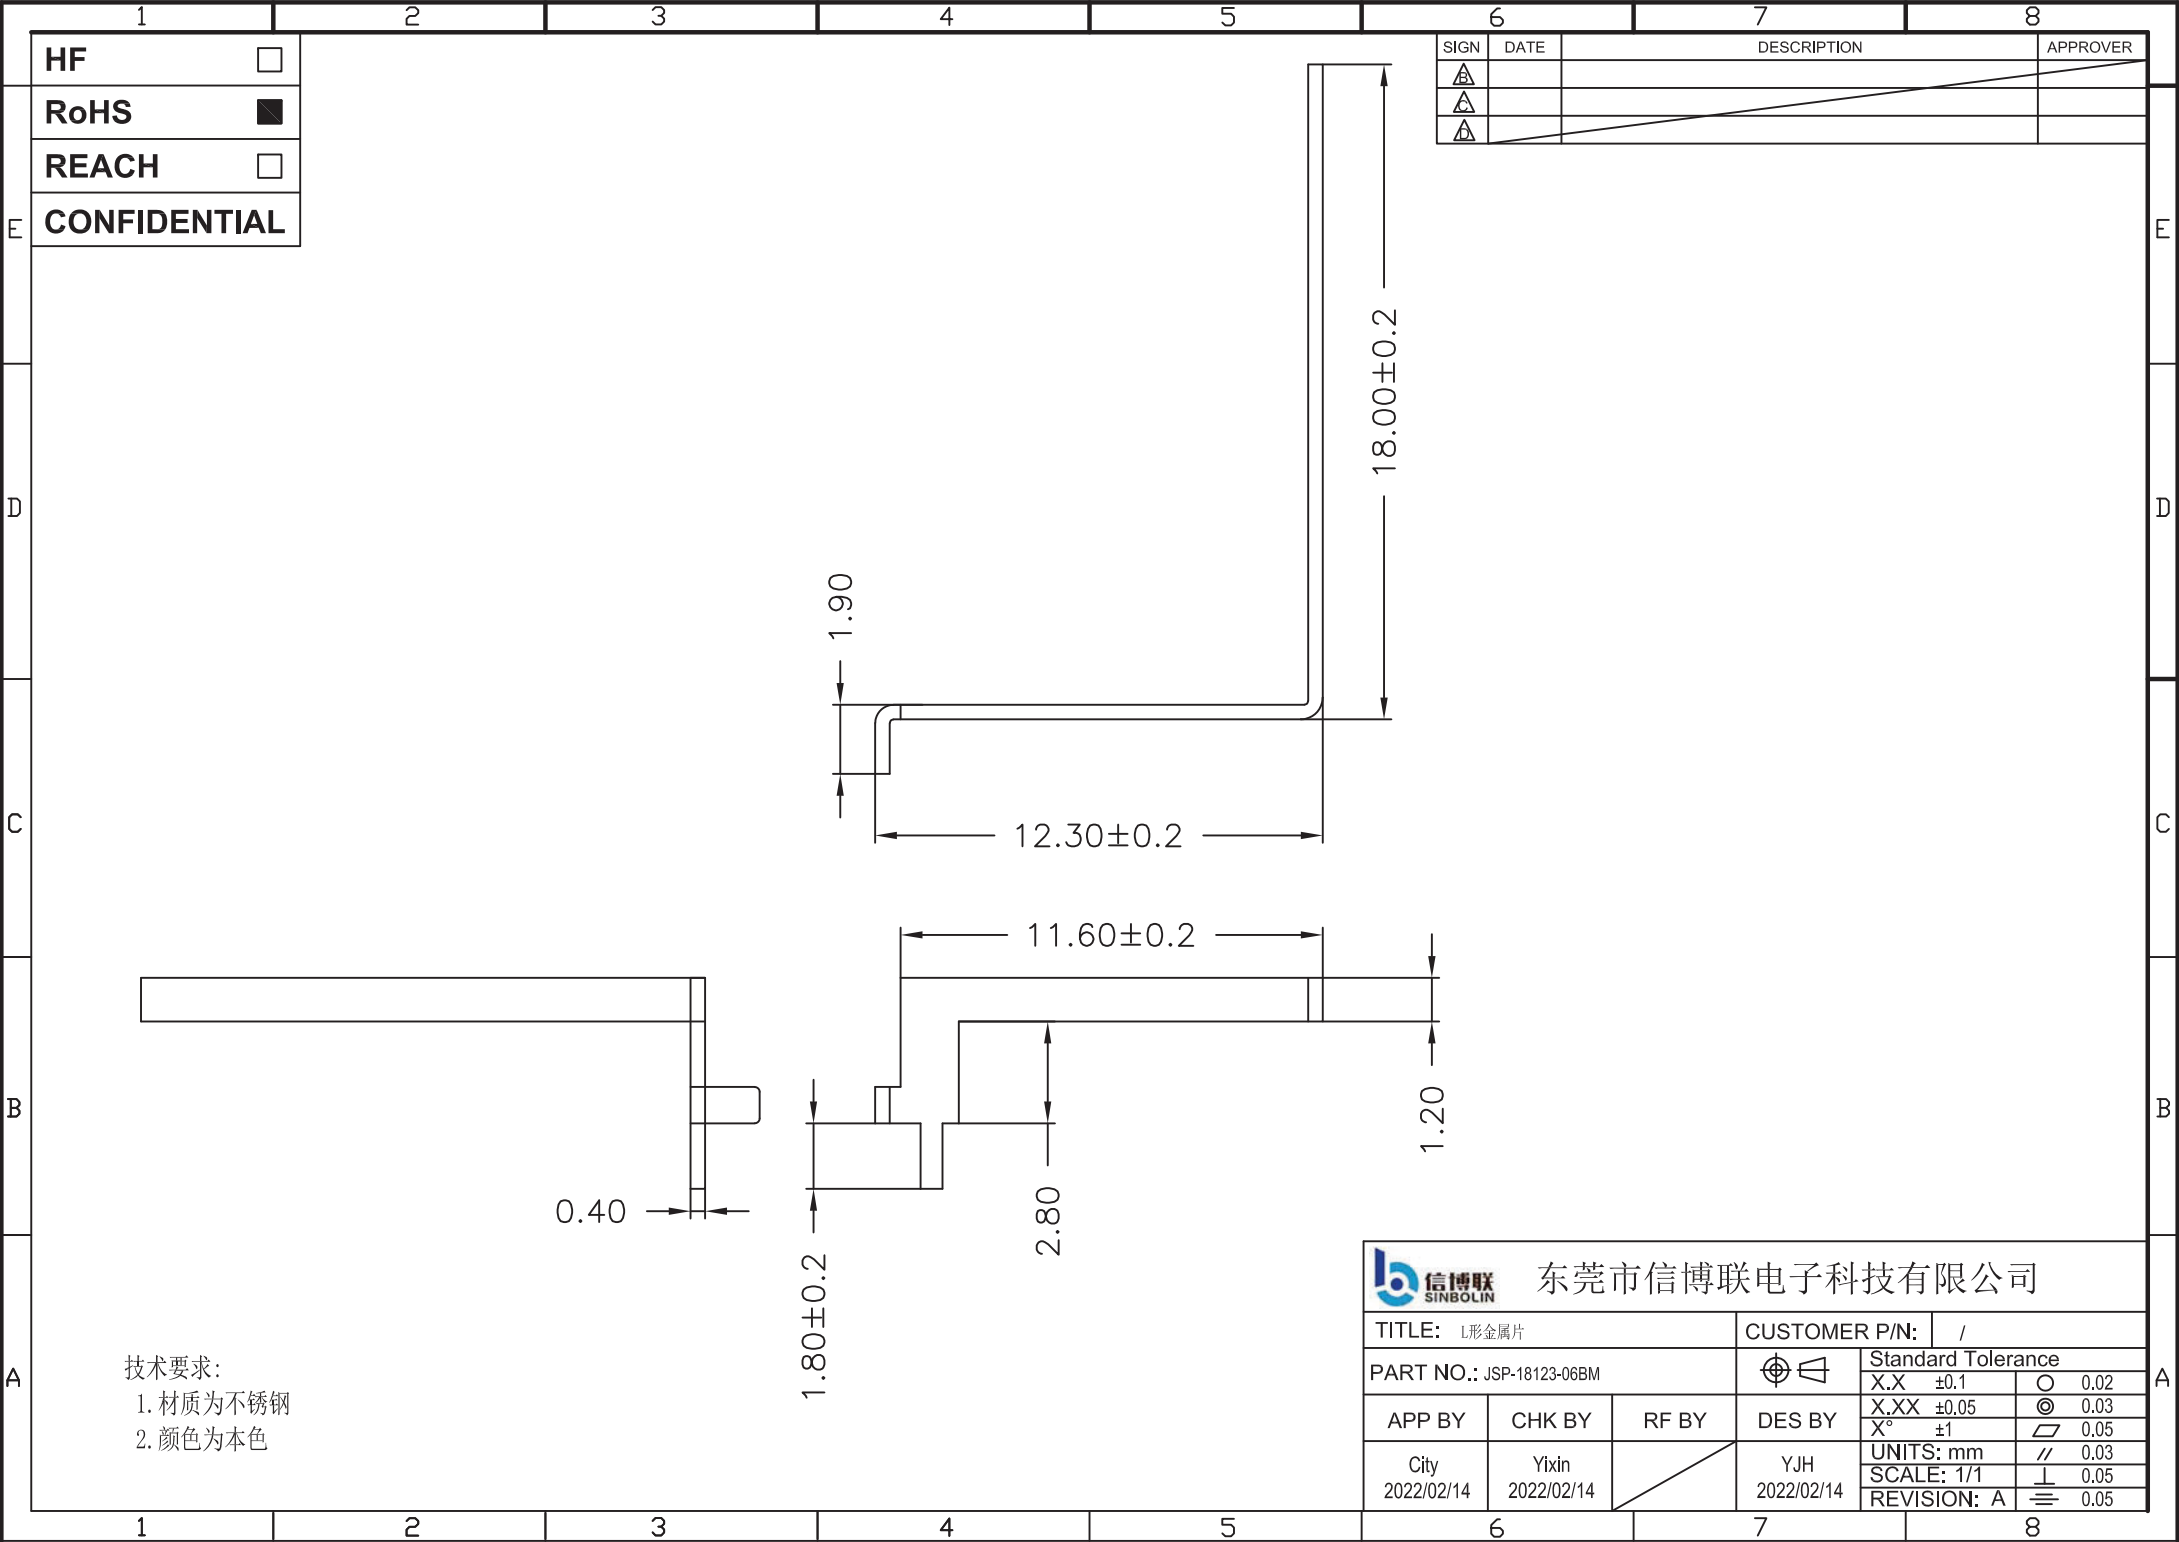 1 2 3 4 5 6 7 8
HF
RoHS
REACH
CONFIDENTIAL
SIGN DATE DESCRIPTION APPROVER
B
C
D
E E
D D
C C
B B
A A
18.00±0.2
1.90
12.30±0.2
11.60±0.2
1.20
2.80
1.80±0.2
0.40
技术要求:
1. 材质为不锈钢
2. 颜色为本色
信博联
SINBOLIN
东莞市信博联电子科技有限公司
TITLE: L形金属片 CUSTOMER P/N: /
PART NO.: JSP-18123-06BM
Standard Tolerance
X.X ±0.1 0.02
X.XX ±0.05 0.03
X° ±1 0.05
UNITS: mm 0.03
SCALE: 1/1 0.05
REVISION: A 0.05
APP BY CHK BY RF BY DES BY
City Yixin YJH
2022/02/14 2022/02/14 2022/02/14
1 2 3 4 5 6 7 8